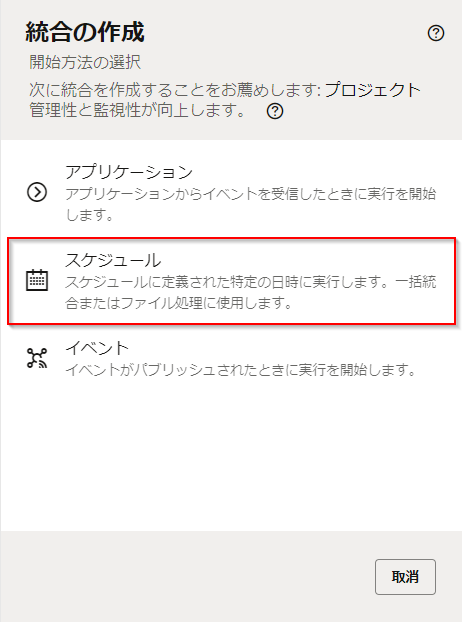 統合の作成
開始方法の選択
次に統合を作成することをお薦めします: プロジェクト
管理性と監視性が向上します。
アプリケーション
アプリケーションからイベントを受信したときに実行を開始
します。
スケジュール
スケジュールに定義された特定の日時に実行します。一括統
合またはファイル処理に使用します。
イベント
イベントがパブリッシュされたときに実行を開始します。
取消